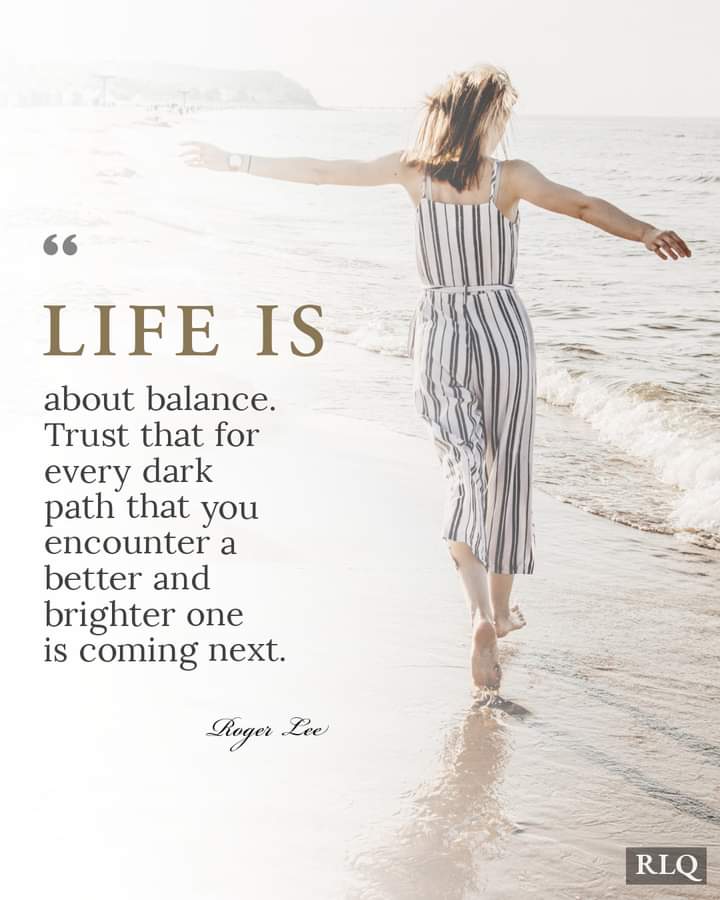 “
LIFE IS
about balance.
Trust that for
every dark
path that you
encounter a
better and
brighter one
is coming next.
Roger Lee
RLQ